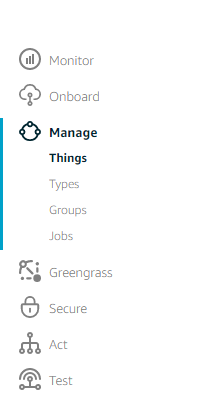 Monitor
Onboard
Manage
Things
Types
Groups
Jobs
Greengrass
Secure
Act
Test